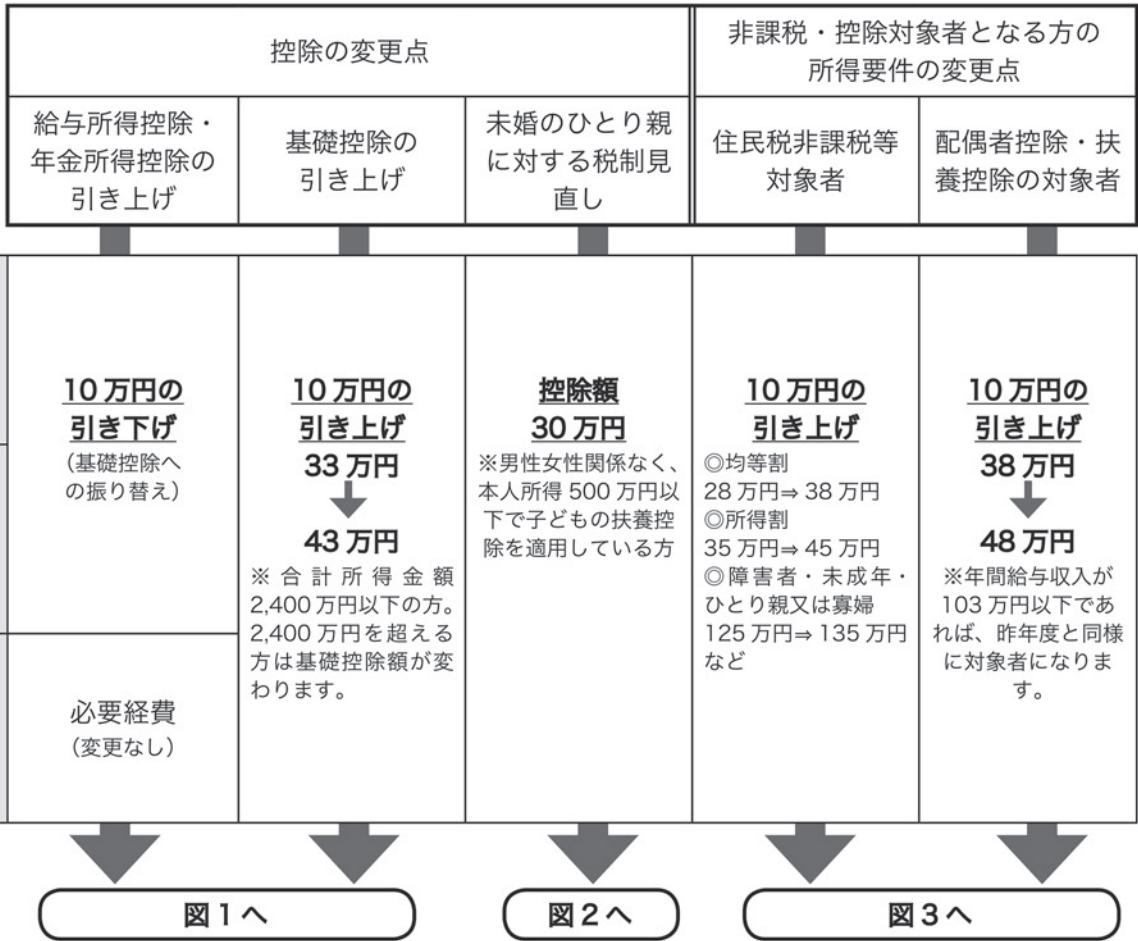 控除の変更点
非課税・控除対象者となる方の
所得要件の変更点
給与所得控除・
年金所得控除の
引き上げ
基礎控除の
引き上げ
未婚のひとり親
に対する税制見
直し
住民税非課税等
対象者
配偶者控除・扶
養控除の対象者
10万円の
引き下げ
(基礎控除へ
の振り替え)
必要経費
(変更なし)
10万円の
引き上げ
33万円
43万円
※合計所得金額
2,400万円以下の方。
2,400万円を超える
方は基礎控除額が変
わります。
控除額
30万円
※男性女性関係なく、
本人所得500万円以
下で子どもの扶養控
除を適用している方
10万円の
引き上げ
◎均等割
28万円⇒38万円
◎所得割
35万円⇒45万円
◎障害者・未成年・
ひとり親又は寡婦
125万円⇒135万円
など
10万円の
引き上げ
38万円
48万円
※年間給与収入が
103万円以下であ
れば、昨年度と同様
に対象者になりま
す。
図1へ
図2へ
図3へ